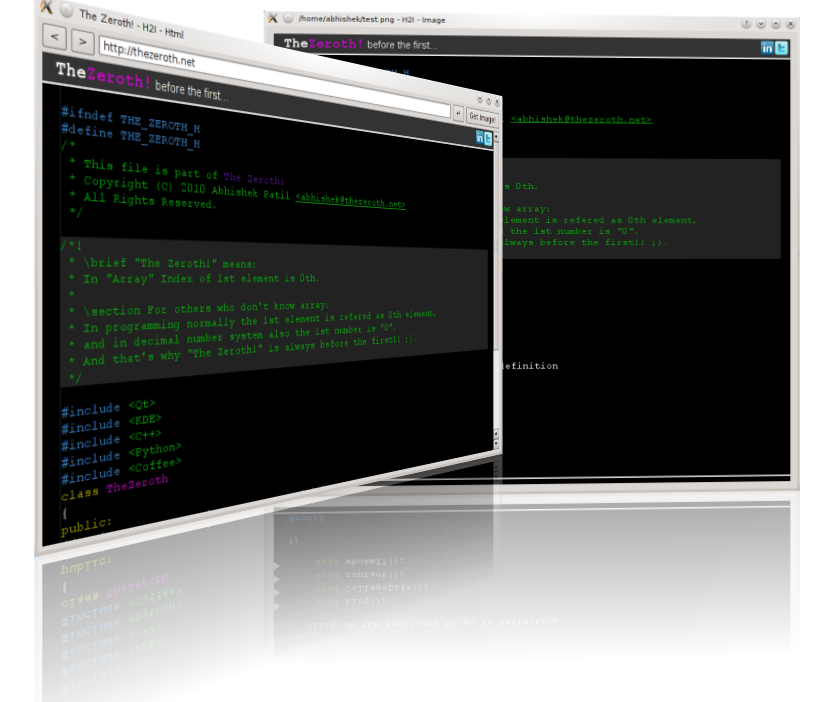 The Zeroth! - H2I - Html
http://thezeroth.net
Get Image!
TheZeroth! before the first...
#ifndef THE_ZEROTH_H
#define THE_ZEROTH_H
/*
* This file is part of The Zeroth!
* Copyright (C) 2010 Abhishek Patil <abhishek@thezeroth.net>
* All Rights Reserved.
*/
/*!
* \brief "The Zeroth!" means:
* In "Array" Index of 1st element is 0th.
*
* \section For others who don't know array:
* In programming normally the 1st element is refered as 0th element,
* and in decimal number system also the 1st number is "0".
* And that's why "The Zeroth!" is always before the first!! ;).
*/
#include <Qt>
#include <KDE>
#include <C++>
#include <Python>
#include <Coffee>
class TheZeroth
{
public:
/home/abhishek/test.png - H2I - Image
TheZeroth! before the first...
in
<abhishek@thezeroth.net>
s 0th.
ow array:
element is refered as 0th element,
the 1st number is "0".
always before the first!! ;).
efinition